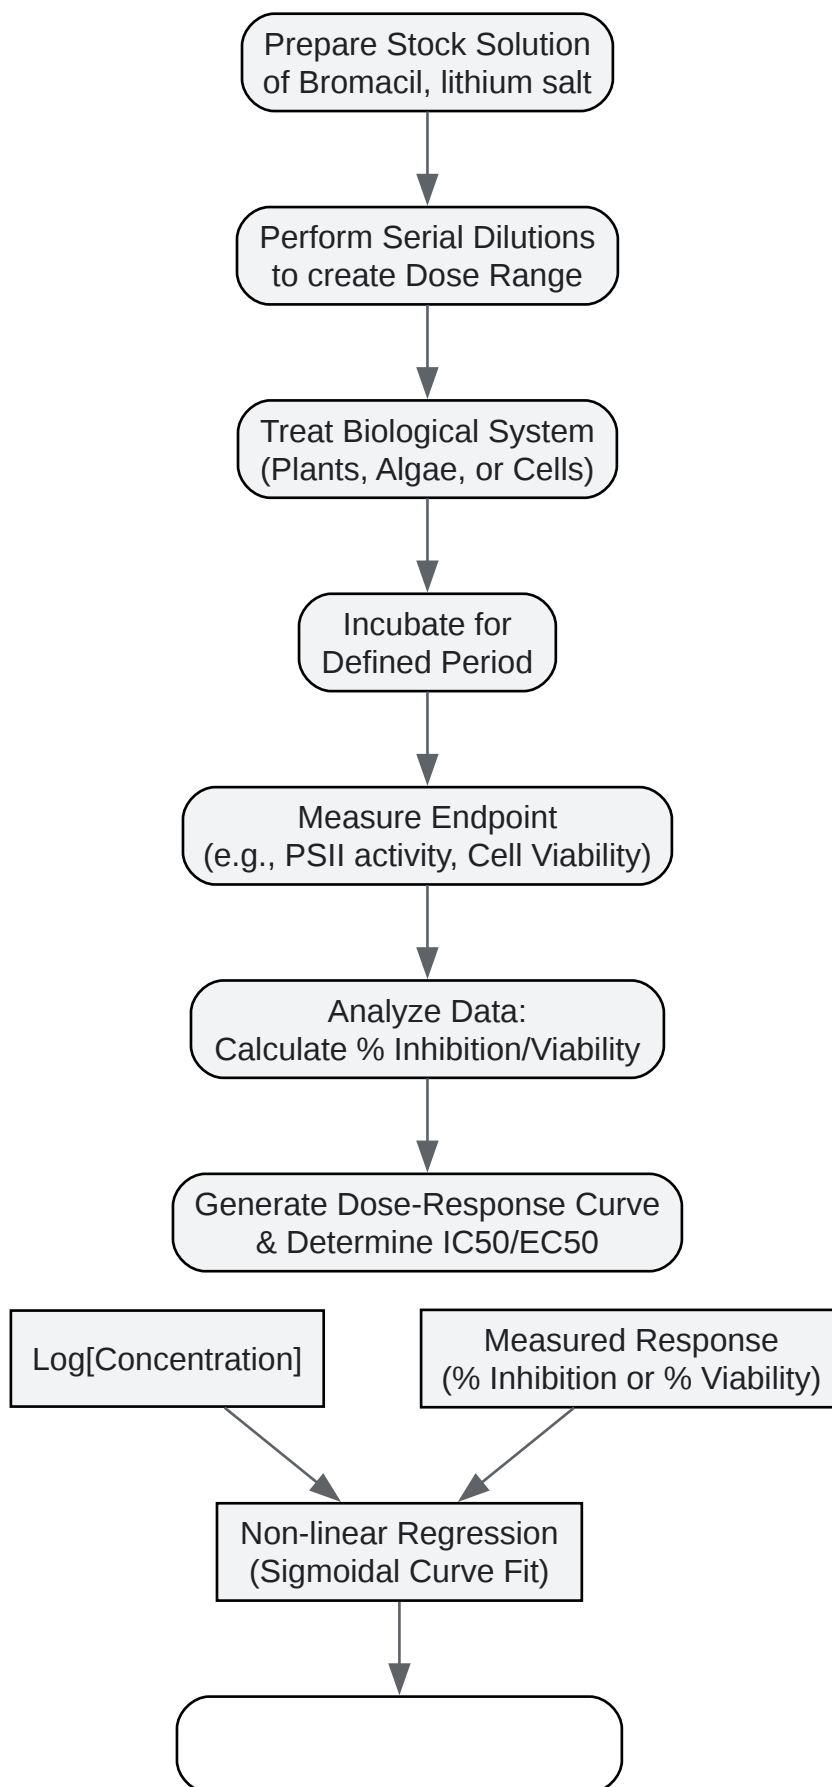 Prepare Stock Solution
of Bromacil, lithium salt
Perform Serial Dilutions
to create Dose Range
Treat Biological System
(Plants, Algae, or Cells)
Incubate for
Defined Period
Measure Endpoint
(e.g., PSII activity, Cell Viability)
Analyze Data:
Calculate % Inhibition/Viability
Generate Dose-Response Curve
& Determine IC50/EC50
Log[Concentration]
Measured Response
(% Inhibition or % Viability)
Non-linear Regression
(Sigmoidal Curve Fit)